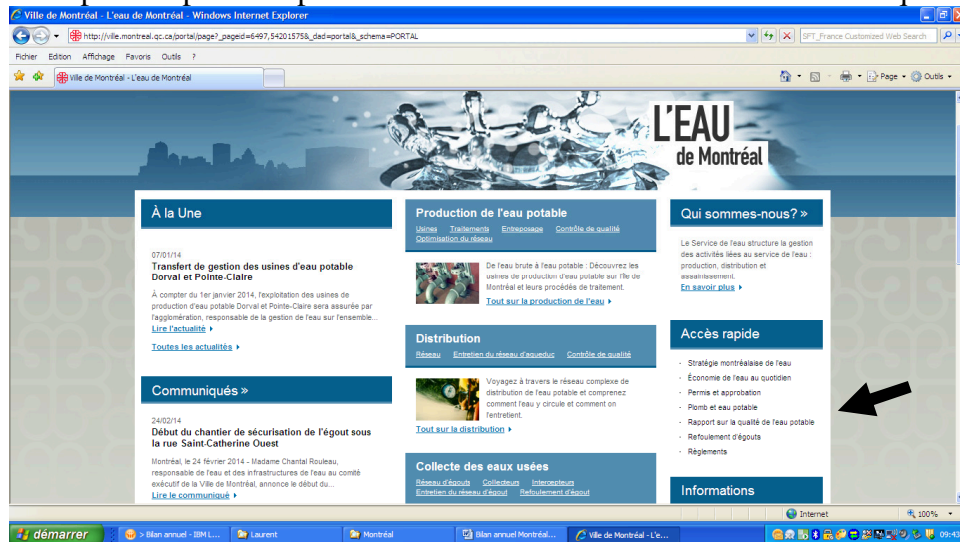 Ville de Montréal - L'eau de Montréal - Windows Internet Explorer
http://ville.montreal.qc.ca/portal/page?_pageid=6497,54201575&_dad=portal&_schema=PORTAL
SFT_France Customized Web Search
Fichier Edition Affichage Favoris Outils ?
Ville de Montréal - L'eau de Montréal
Page Outils
L'EAU
de Montréal
À la Une
07/01/14
Transfert de gestion des usines d'eau potable
Dorval et Pointe-Claire
À compter du 1er janvier 2014, l'exploitation des usines de
production d'eau potable Dorval et Pointe-Claire sera assurée par
l'agglomération, responsable de la gestion de l'eau sur l'ensemble...
Lire l'actualité
Toutes les actualités
Communiqués »
24/02/14
Début du chantier de sécurisation de l'égout sous
la rue Saint-Catherine Ouest
Montréal, le 24 février 2014 - Madame Chantal Rouleau,
responsable de l'eau et des infrastructures de l'eau au comité
exécutif de la Ville de Montréal, annonce le début du...
Lire le communiqué
Production de l'eau potable
Usines Traitements Entreposage Contrôle de qualité
Optimisation du réseau
De l'eau brute à l'eau potable : Découvrez les
usines de production d'eau potable sur l'île de
Montréal et leurs procédés de traitement.
Tout sur la production de l'eau
Distribution
Réseau Entretien du réseau d'aqueduc Contrôle de qualité
Voyagez à travers le réseau complexe de
distribution de l'eau potable et comprenez
comment l'eau y circule et comment on
l'entretient.
Tout sur la distribution
Collecte des eaux usées
Réseau d'égouts Collecteurs Intercepteurs
Entretien du réseau d'égout Refoulement d'égout
Qui sommes-nous? »
Le Service de l'eau structure la gestion
des activités liées au service de l'eau :
production, distribution et
assainissement.
En savoir plus
Accès rapide
· Stratégie montréalaise de l'eau
· Économie de l'eau au quotidien
· Permis et approbation
· Plomb et eau potable
· Rapport sur la qualité de l'eau potable
· Refoulement d'égouts
· Règlements
Informations
Internet 100%
démarrer > Bilan annuel - IBM L... Laurent Montréal Bilan annuel Montréal... Ville de Montréal - L'e... 09:43